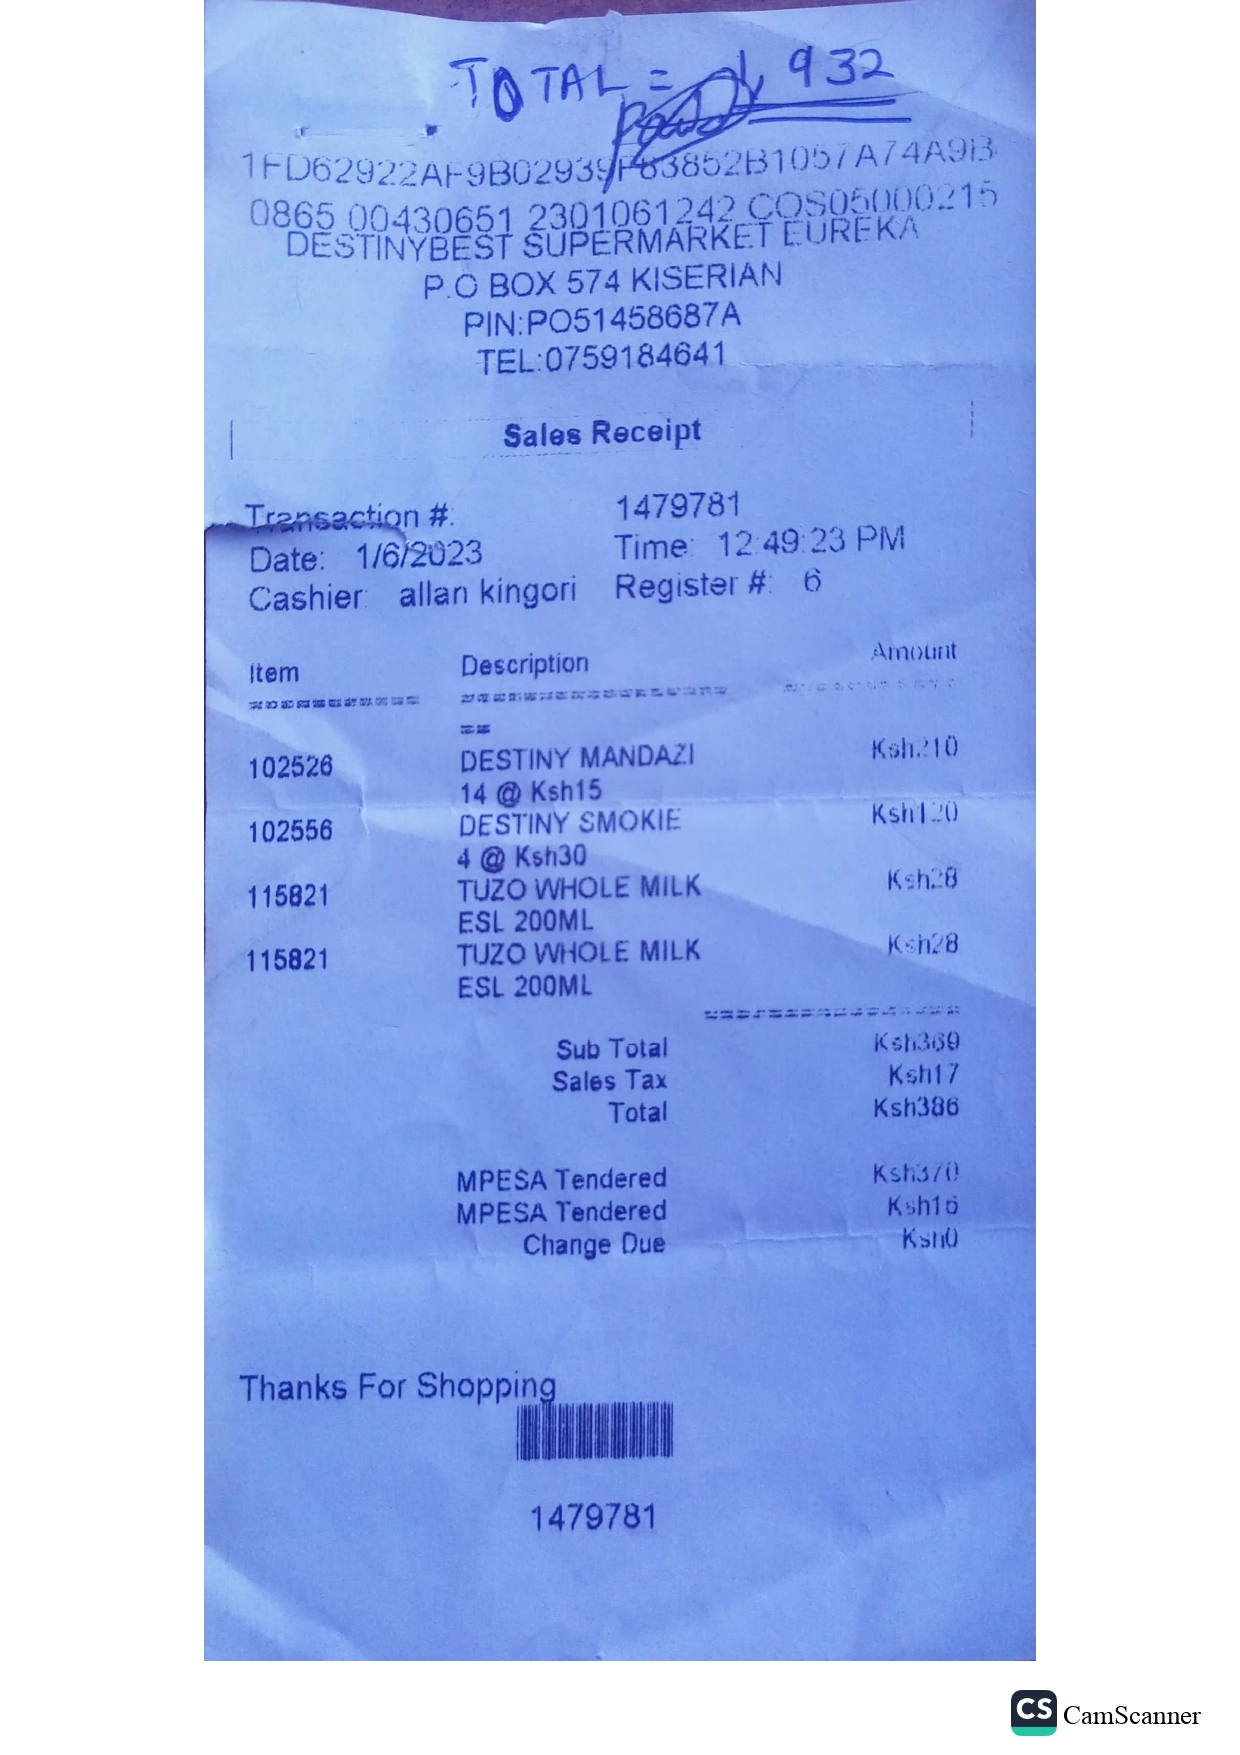 TOTAL = 1,932
Paid
0865 00430651 2301061242 COS05000215
DESTINYBEST SUPERMARKET EUREKA
P.O BOX 574 KISERIAN
PIN:PO51458687A
TEL:0759184641
Sales Receipt
Transaction #: 1479781
Date: 1/6/2023 Time: 12:49:23 PM
Cashier: allan kingori Register #: 6
Item Description Amount
102526 DESTINY MANDAZI Ksh210
14 @ Ksh15
102556 DESTINY SMOKIE Ksh120
4 @ Ksh30
115821 TUZO WHOLE MILK Ksh28
ESL 200ML
115821 TUZO WHOLE MILK Ksh28
ESL 200ML
Sub Total Ksh369
Sales Tax Ksh17
Total Ksh386
MPESA Tendered Ksh370
MPESA Tendered Ksh16
Change Due Ksh0
Thanks For Shopping
1479781
CS CamScanner